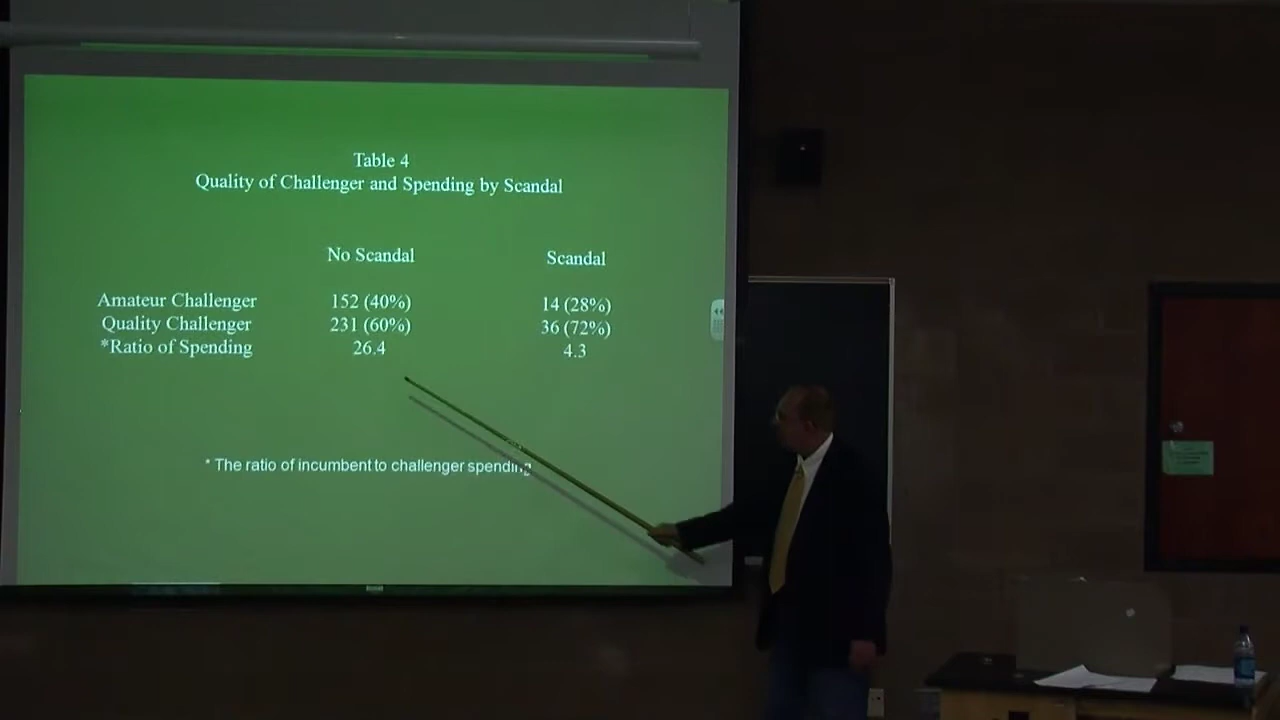 Table 4
Quality of Challenger and Spending by Scandal
No Scandal Scandal
Amateur Challenger 152 (40%) 14 (28%)
Quality Challenger 231 (60%) 36 (72%)
*Ratio of Spending 26.4 4.3
* The ratio of incumbent to challenger spending